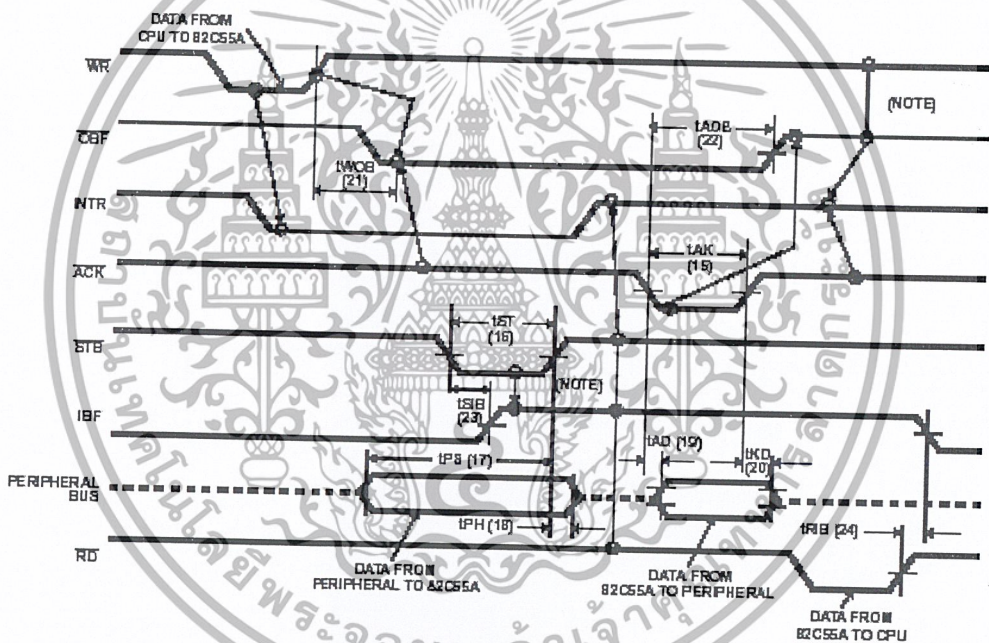 DATA FROM
CPU TO 82C55A
WR
(NOTE)
OBF
tAOB
(22)
tWOB
(21)
INTR
tAK
(15)
ACK
tST
(16)
STB
(NOTE)
tSIB
(23)
IBF
tAD (19)
tKD
(20)
tPS (17)
PERIPHERAL
BUS
tPH (18)
tRIB (24)
RD
DATA FROM
PERIPHERAL TO 82C55A
DATA FROM
82C55A TO PERIPHERAL
DATA FROM
82C55A TO CPU